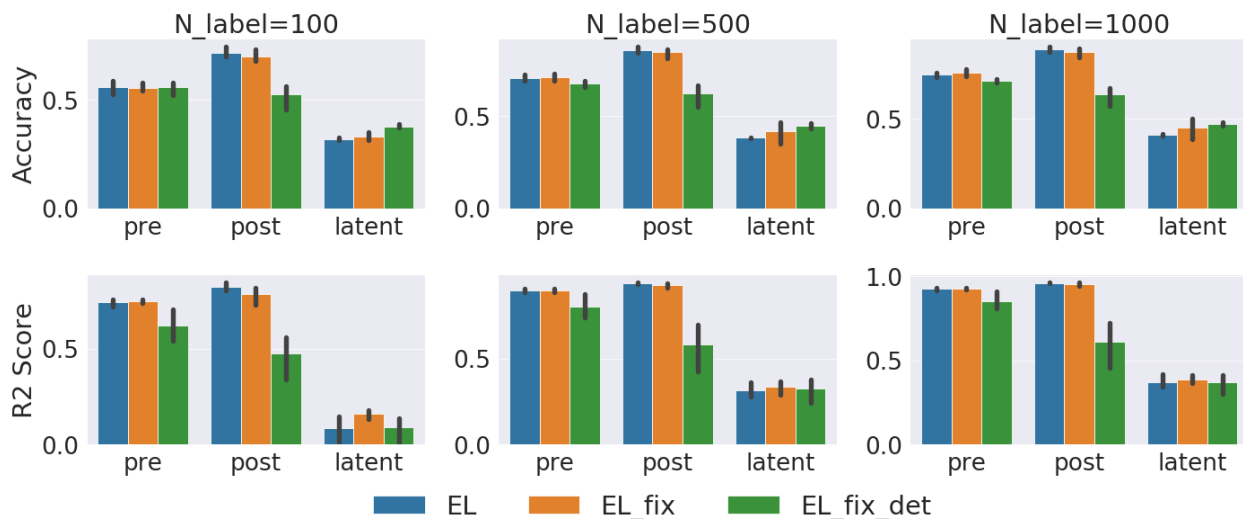 N_label=100 N_label=500 N_label=1000
Accuracy
0.5 0.5 0.5
0.0 0.0 0.0
pre post latent pre post latent pre post latent
R2 Score
1.0
0.5 0.5 0.5
0.0 0.0 0.0
pre post latent pre post latent pre post latent
EL EL_fix EL_fix_det